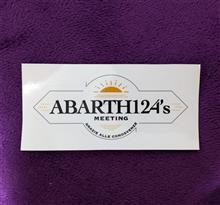 ABARTH124's
MEETING
GRAZIE ALLE CONOSCENZE